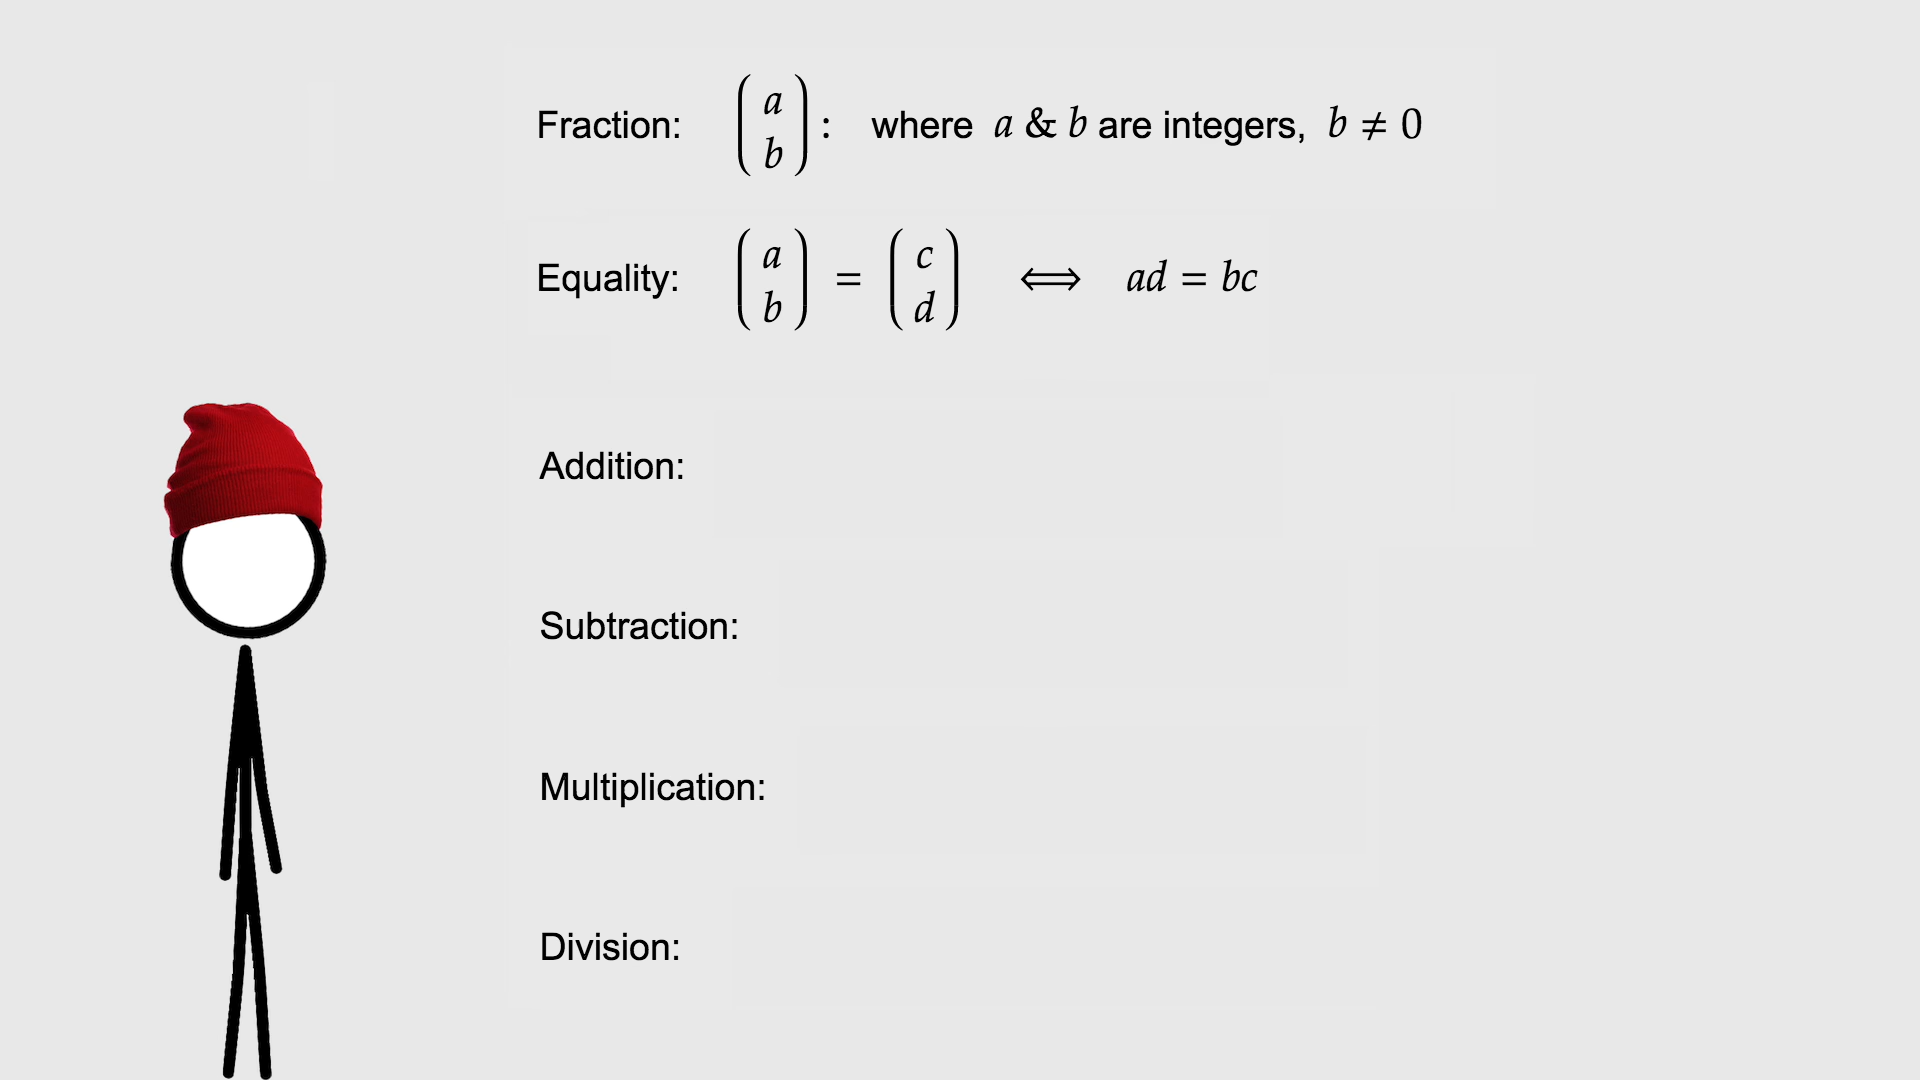 Fraction: (a b) : where a & b are integers, b ≠ 0
Equality: (a b) = (c d) ⟺ ad = bc
Addition:
Subtraction:
Multiplication:
Division: